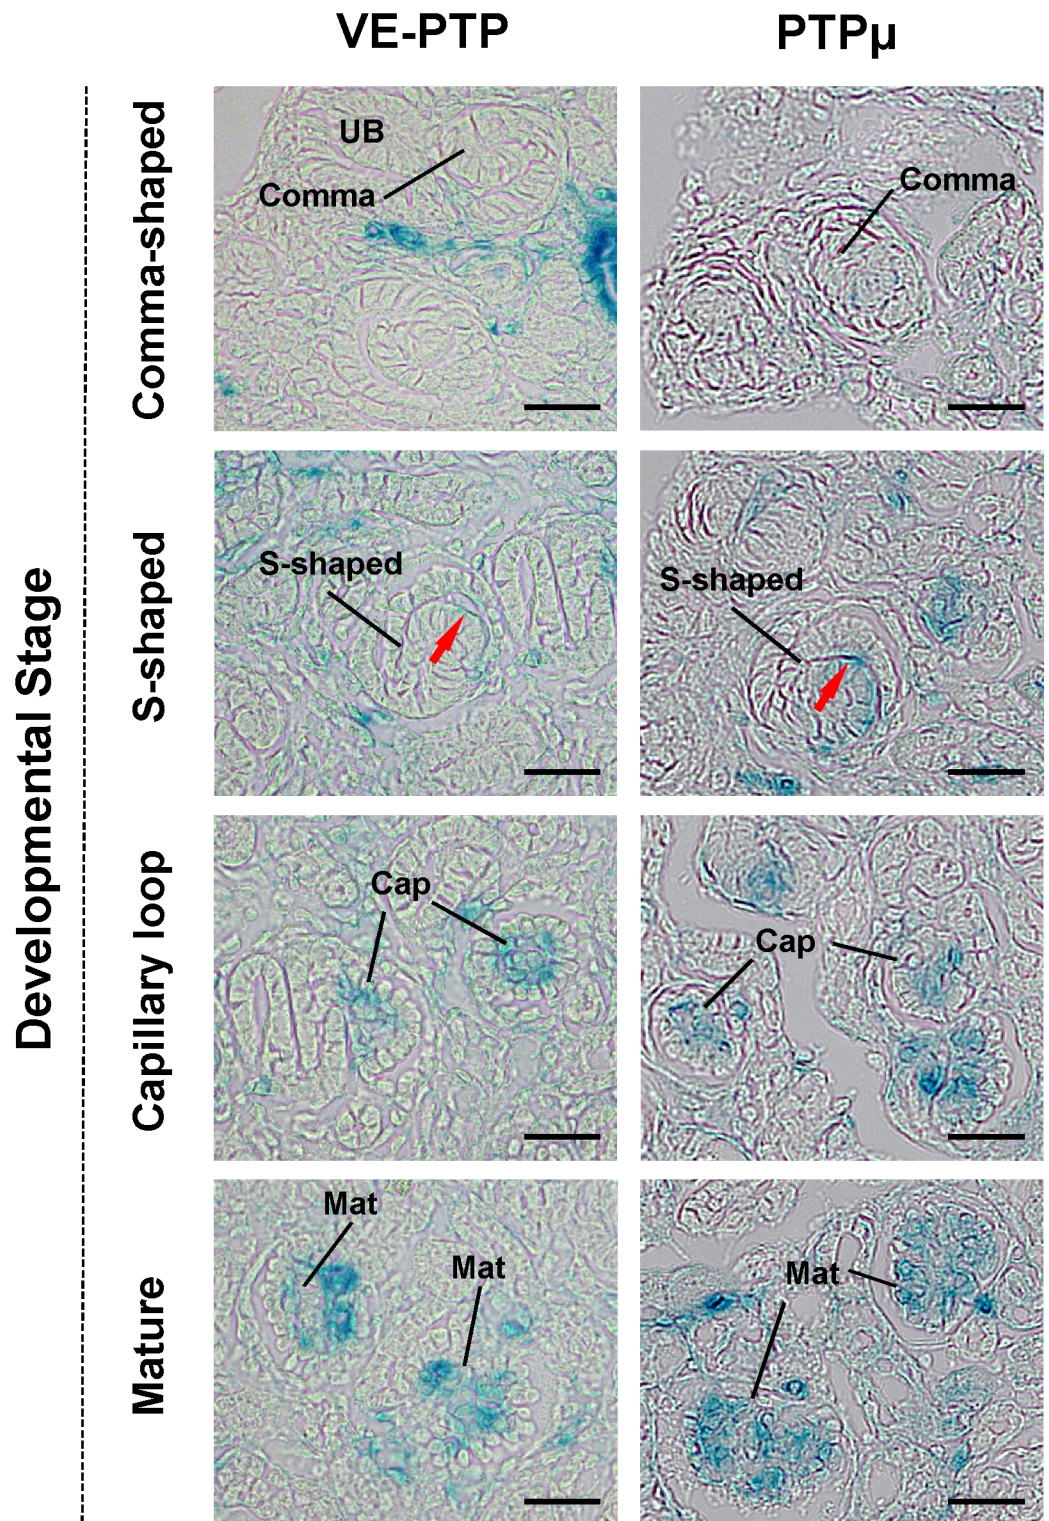 VE-PTP
PTPµ
Developmental Stage
Comma-shaped
UB
Comma
Comma
S-shaped
S-shaped
S-shaped
Capillary loop
Cap
Cap
Mature
Mat
Mat
Mat